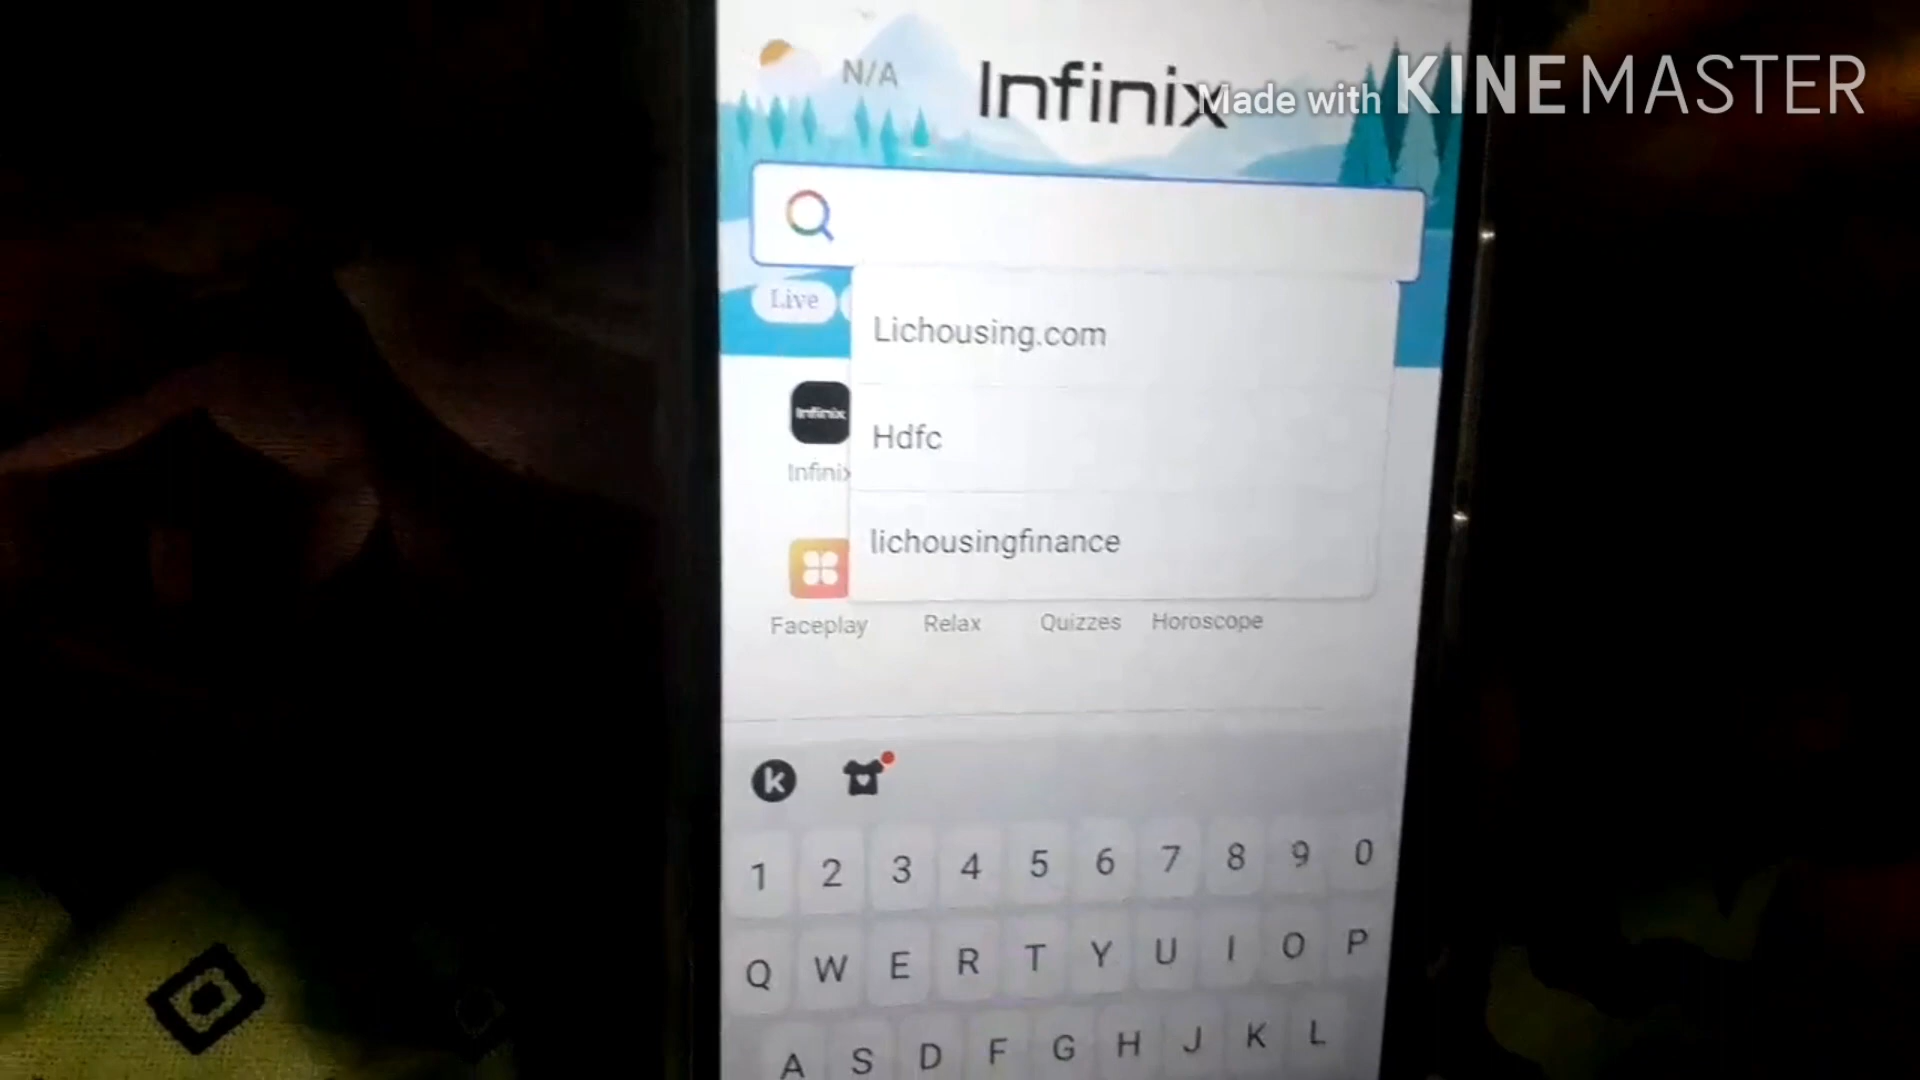 N/A
Infinix
Made with KINEMASTER
Live
Lichousing.com
Infinix
Infinix
Hdfc
lichousingfinance
Faceplay Relax Quizzes Horoscope
k
1 2 3 4 5 6 7 8 9 0
Q W E R T Y U I O P
A S D F G H J K L